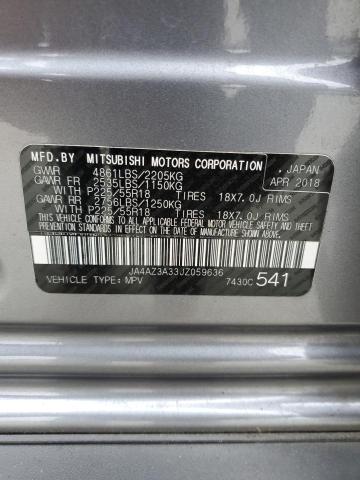 MFD.BY MITSUBISHI MOTORS CORPORATION , JAPAN
GVWR 4861LBS/2205KG APR 2018
GAWR FR 2535LBS/1150KG
WITH P225/55R18 TIRES 18X7.0J RIMS
GAWR RR 2756LBS/1250KG
WITH P225/55R18 TIRES 18X7.0J RIMS
THIS VEHICLE CONFORMS TO ALL APPLICABLE
FEDERAL MOTOR VEHICLE SAFETY AND
THEFT PREVENTION STANDARDS IN EFFECT ON
THE DATE OF MANUFACTURE SHOWN ABOVE.
JA4AZ3A33JZ059636
VEHICLE TYPE: MPV 7430C 541